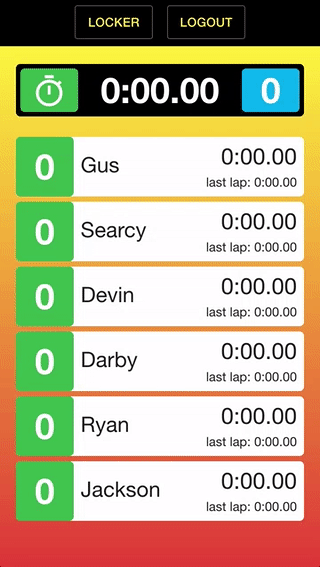 LOCKER LOGOUT
0:00.00 0
0 Gus 0:00.00
last lap: 0:00.00
0 Searcy 0:00.00
last lap: 0:00.00
0 Devin 0:00.00
last lap: 0:00.00
0 Darby 0:00.00
last lap: 0:00.00
0 Ryan 0:00.00
last lap: 0:00.00
0 Jackson 0:00.00
last lap: 0:00.00